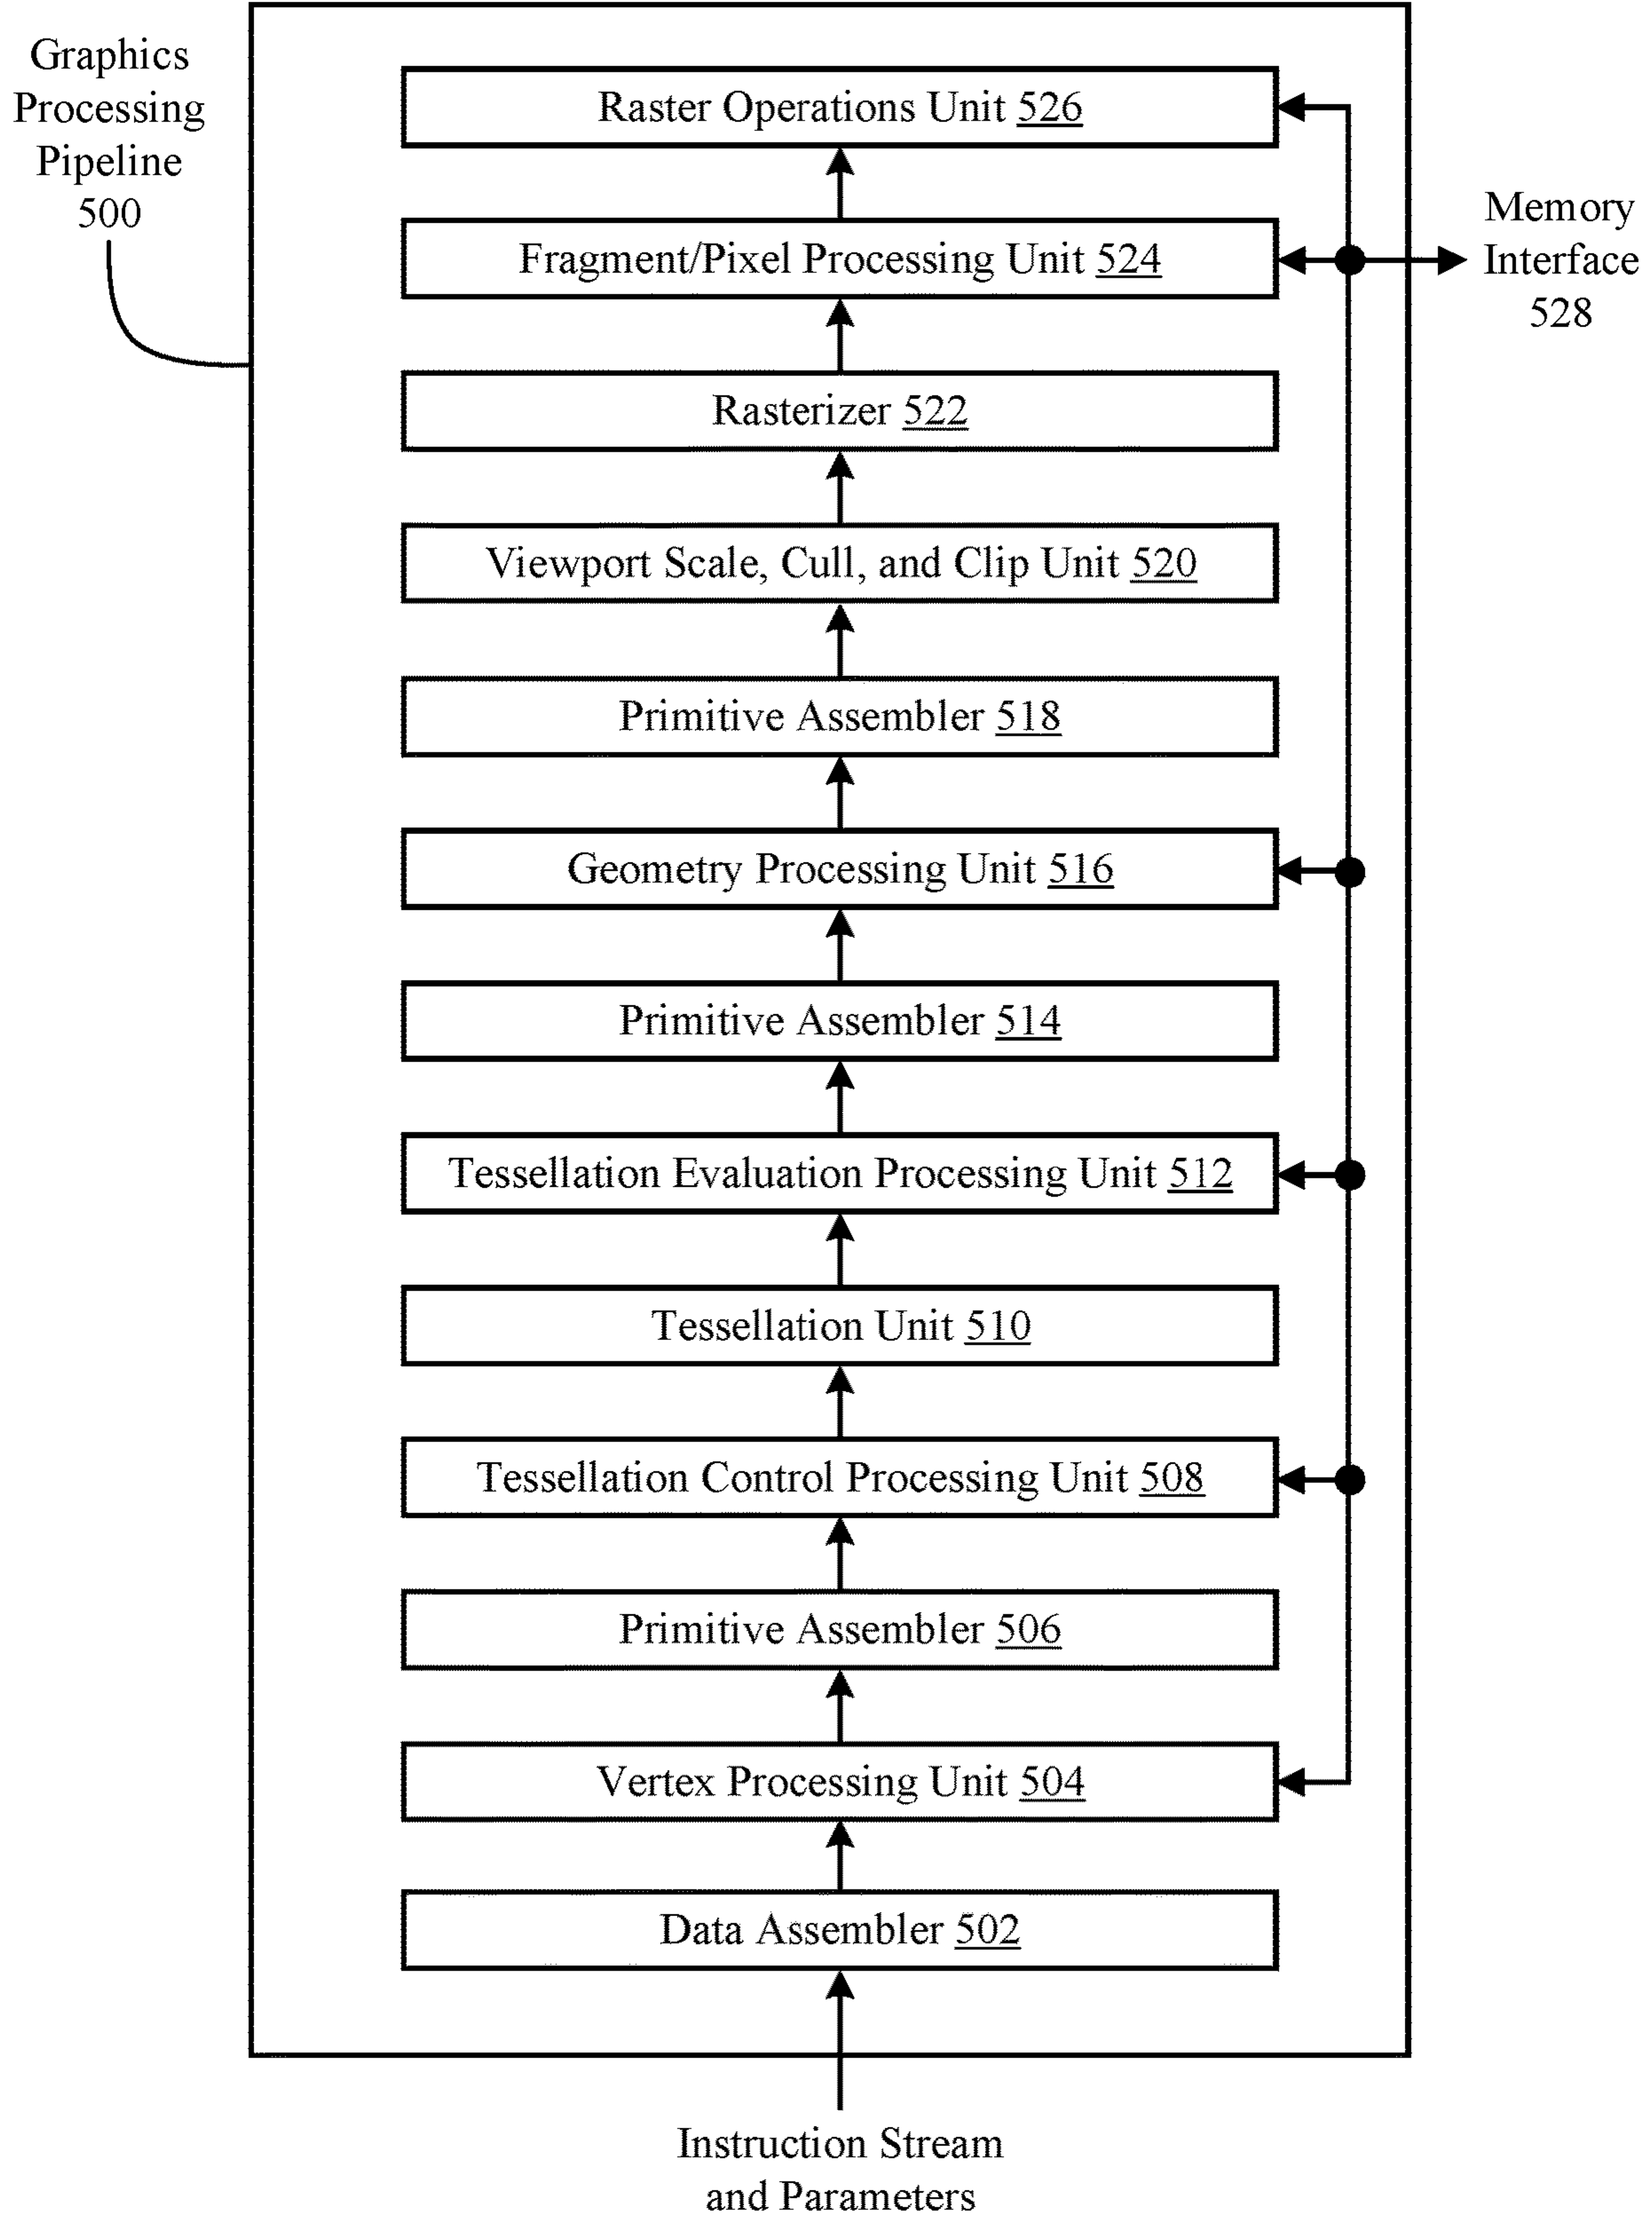 Graphics
Processing
Pipeline
500
Raster Operations Unit 526
Fragment/Pixel Processing Unit 524
Memory
Interface
528
Rasterizer 522
Viewport Scale, Cull, and Clip Unit 520
Primitive Assembler 518
Geometry Processing Unit 516
Primitive Assembler 514
Tessellation Evaluation Processing Unit 512
Tessellation Unit 510
Tessellation Control Processing Unit 508
Primitive Assembler 506
Vertex Processing Unit 504
Data Assembler 502
Instruction Stream
and Parameters